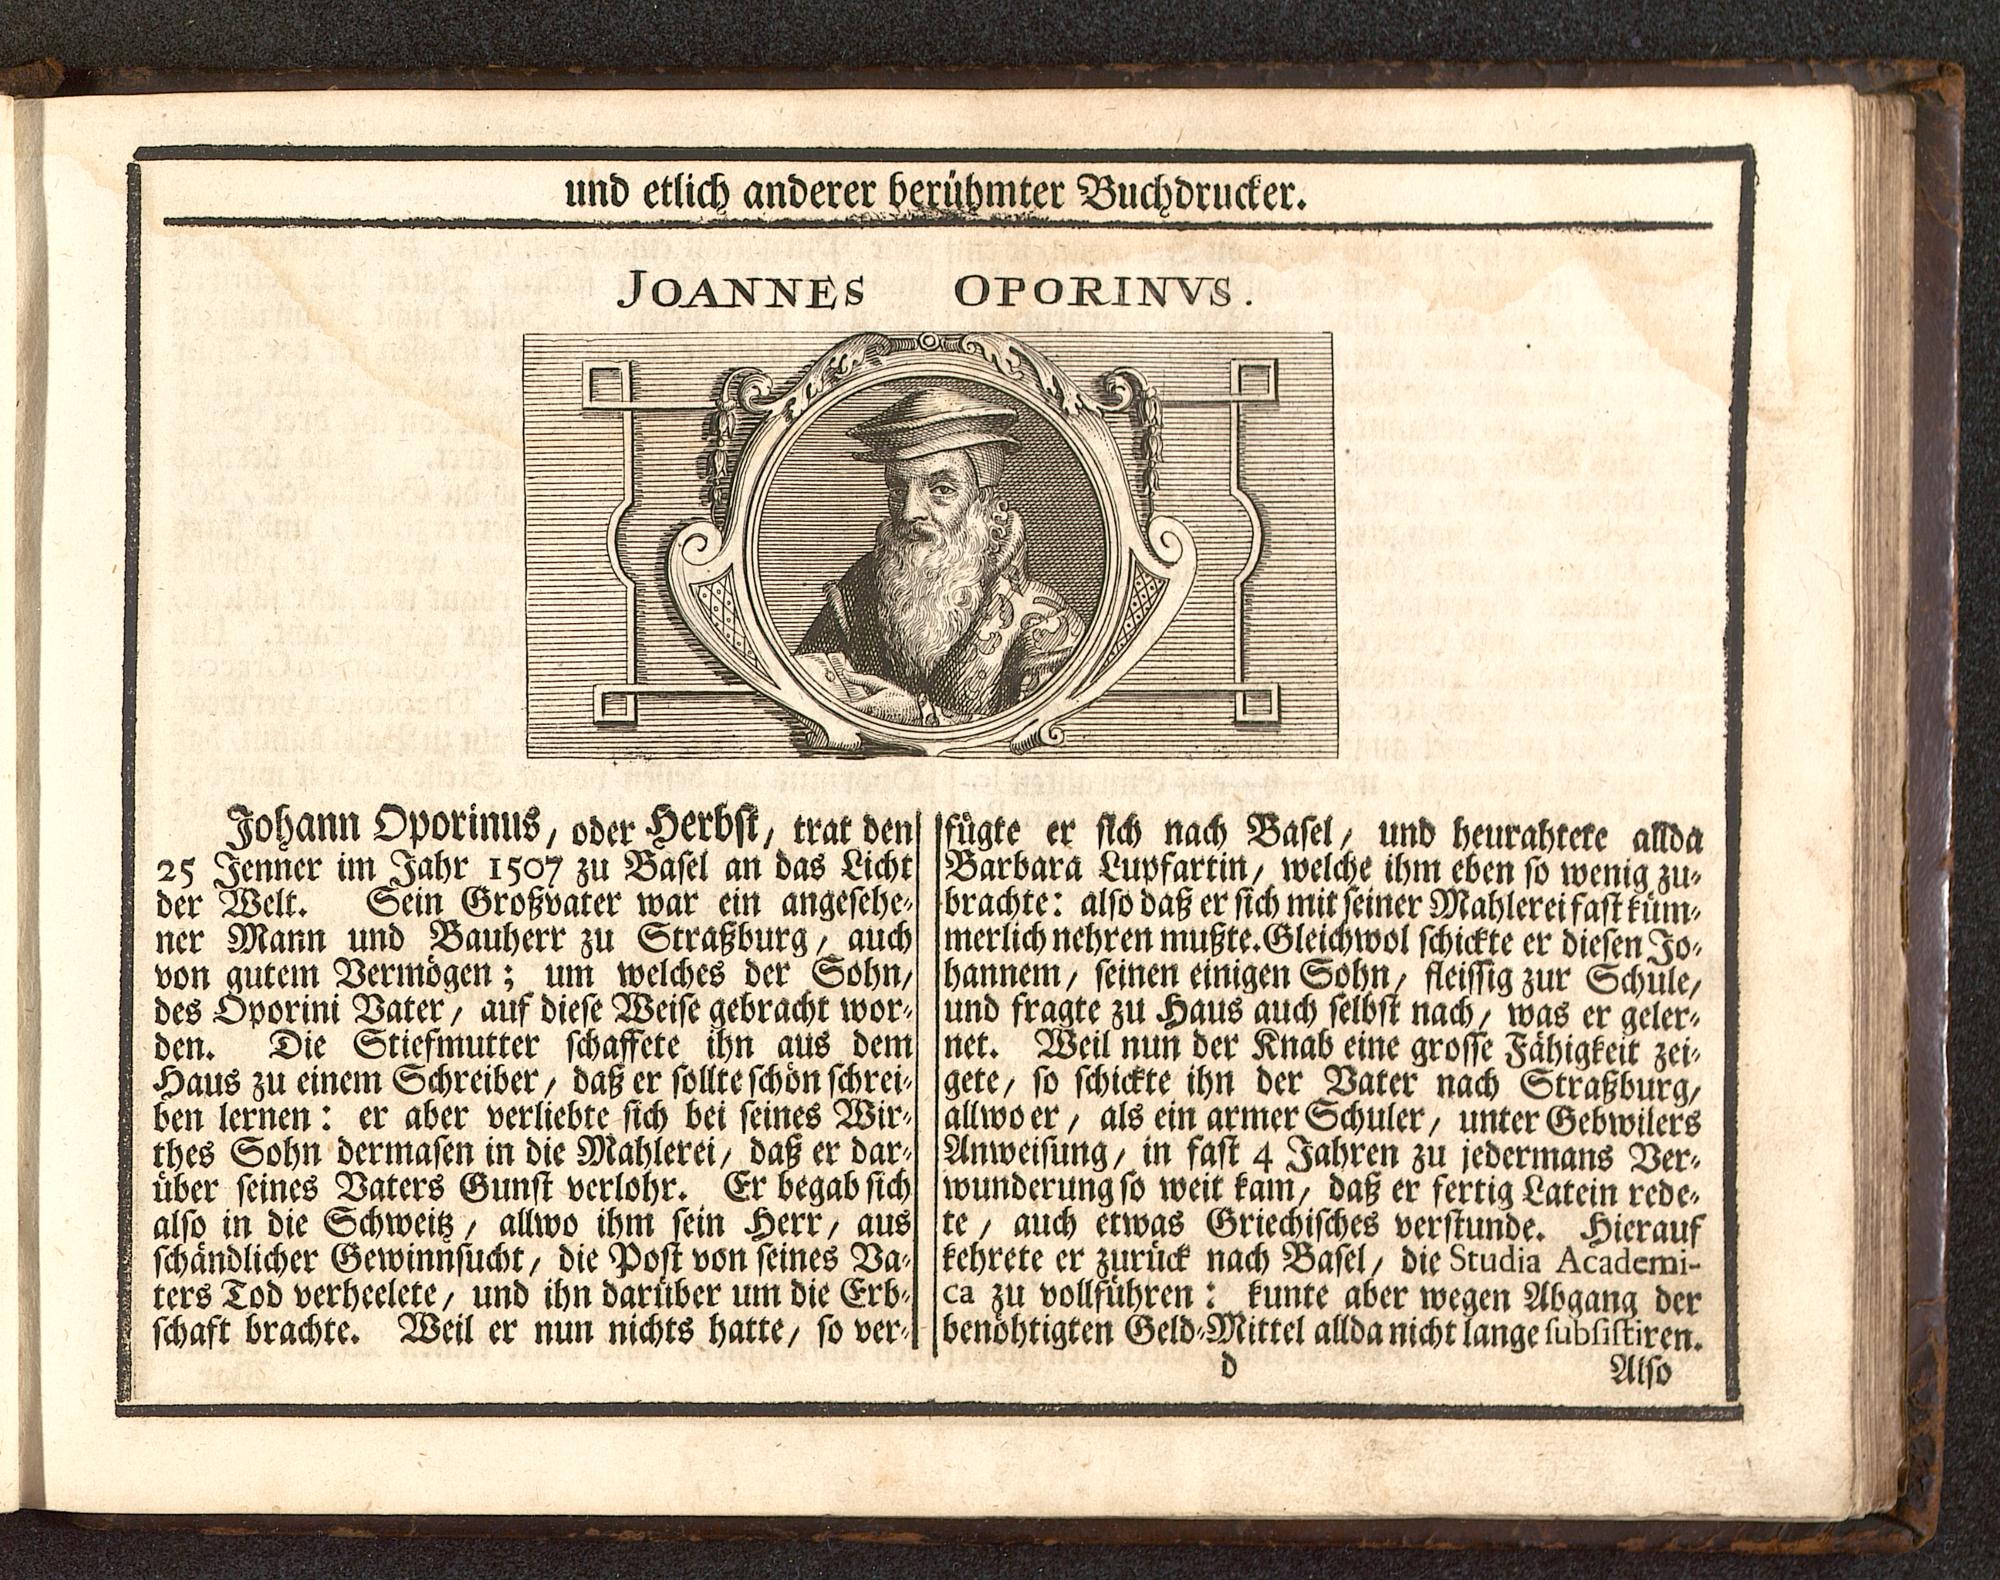 und etlich anderer berühmter Buchdrucker.
JOANNES OPORINVS.
Johann Oporinus, oder Herbst, trat den
25 Jenner im Jahr 1507 zu Basel an das Licht
der Welt. Sein Großvater war ein angesehe-
ner Mann und Bauherr zu Straßburg, auch
von gutem Vermögen; um welches der Sohn,
des Oporini Vater, auf diese Weise gebracht wor-
den. Die Stiefmutter schaffete ihn aus dem
Haus zu einem Schreiber, daß er sollte schön schrei-
ben lernen: er aber verliebte sich bei seines Wir-
thes Sohn dermasen in die Mahlerei, daß er dar-
über seines Vaters Gunst verlohr. Er begab sich
also in die Schweitz, allwo ihm sein Herr, aus
schändlicher Gewinnsucht, die Post von seines Va-
ters Tod verheelete, und ihn darüber um die Erb-
schaft brachte. Weil er nun nichts hatte, so ver-
fügte er sich nach Basel, und heurahtete allda
Barbara Lupfartin, welche ihm eben so wenig zu-
brachte: also daß er sich mit seiner Mahlerei fast küm-
merlich nehren mußte. Gleichwol schickte er diesen Jo-
hannem, seinen einigen Sohn, fleissig zur Schule,
und fragte zu Haus auch selbst nach, was er geler-
net. Weil nun der Knab eine grosse Fähigkeit zei-
gete, so schickte ihn der Vater nach Straßburg,
allwo er, als ein armer Schuler, unter Gebwilers
Anweisung, in fast 4 Jahren zu jedermans Ver-
wunderung so weit kam, daß er fertig Latein rede-
te, auch etwas Griechisches verstunde. Hierauf
kehrete er zurück nach Basel, die Studia Academi-
ca zu vollführen: kunte aber wegen Abgang der
benöhtigten Geld-Mittel allda nicht lange subsistiren.
d Also